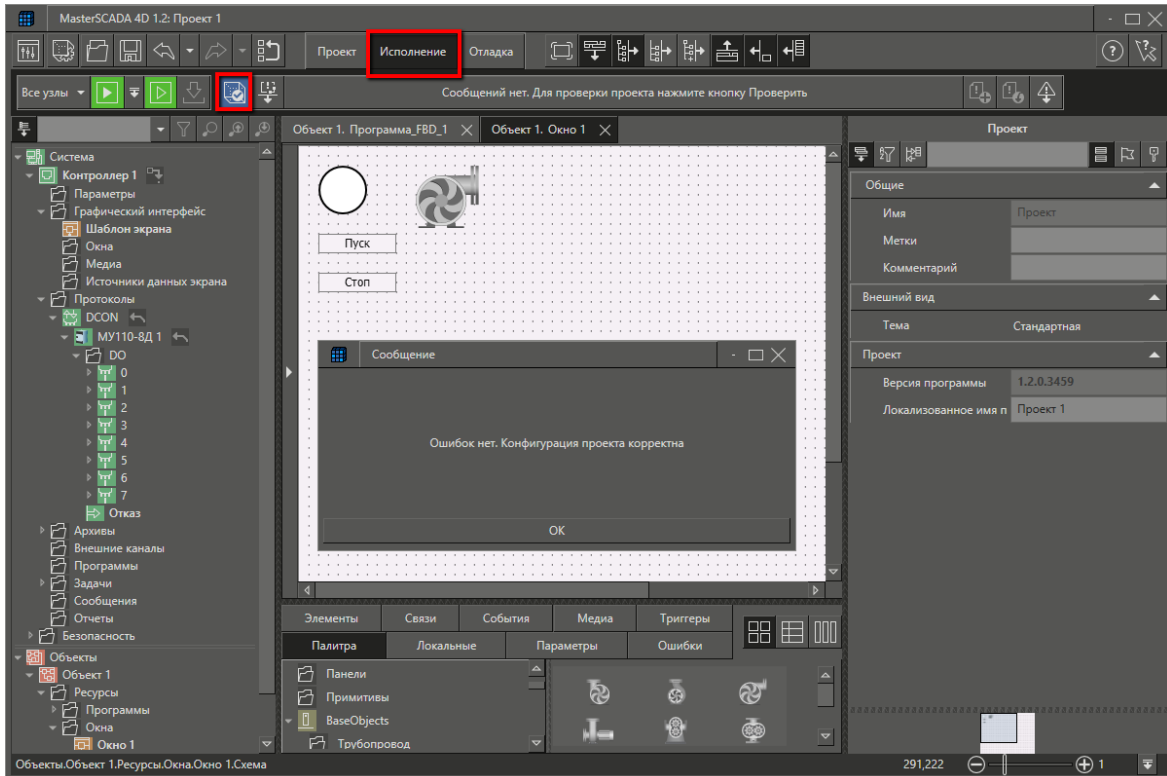 MasterSCADA 4D 1.2: Проект 1
Проект Исполнение Отладка
Все узлы
Сообщений нет. Для проверки проекта нажмите кнопку Проверить
Система
Контроллер 1
Параметры
Графический интерфейс
Шаблон экрана
Окна
Медиа
Источники данных экрана
Протоколы
DCON
МУ110-8Д 1
DO
0
1
2
3
4
5
6
7
Отказ
Архивы
Внешние каналы
Программы
Задачи
Сообщения
Отчеты
Безопасность
Объекты
Объект 1
Ресурсы
Программы
Окна
Окно 1
Объект 1. Программа_FBD_1
Объект 1. Окно 1
Пуск
Стоп
Сообщение
Ошибок нет. Конфигурация проекта корректна
OK
Элементы Связи События Медиа Триггеры
Палитра Локальные Параметры Ошибки
Панели
Примитивы
BaseObjects
Трубопровод
Проект
Общие
Имя Проект
Метки
Комментарий
Внешний вид
Тема Стандартная
Проект
Версия программы 1.2.0.3459
Локализованное имя п Проект 1
Объекты.Объект 1.Ресурсы.Окна.Окно 1.Схема
291,222
1